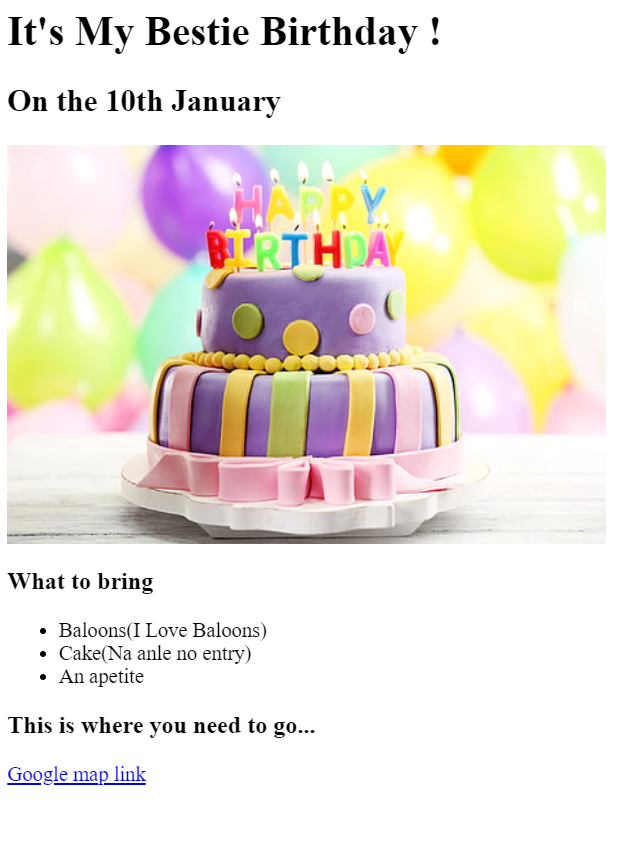 It's My Bestie Birthday !
On the 10th January
HAPPY
BIRTHDAY
What to bring
Baloons(I Love Baloons)
Cake(Na anle no entry)
An apetite
This is where you need to go...
Google map link